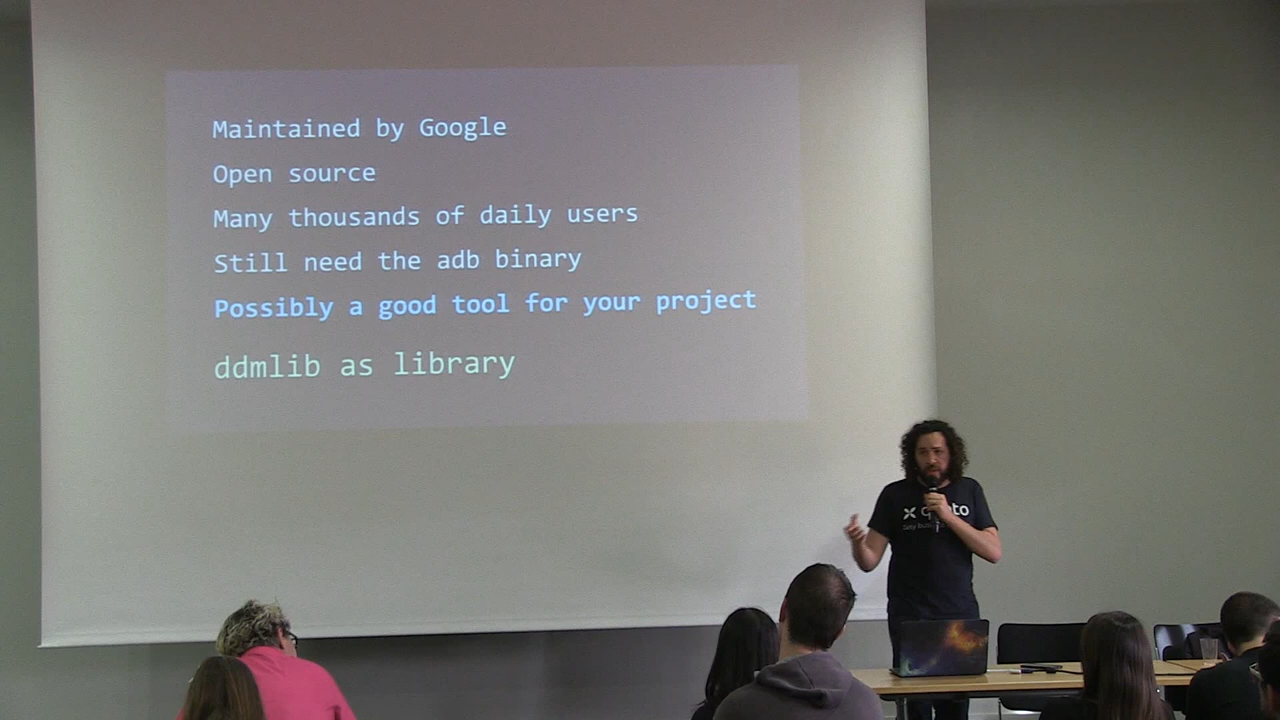 Maintained by Google
Open source
Many thousands of daily users
Still need the adb binary
Possibly a good tool for your project
ddmlib as library